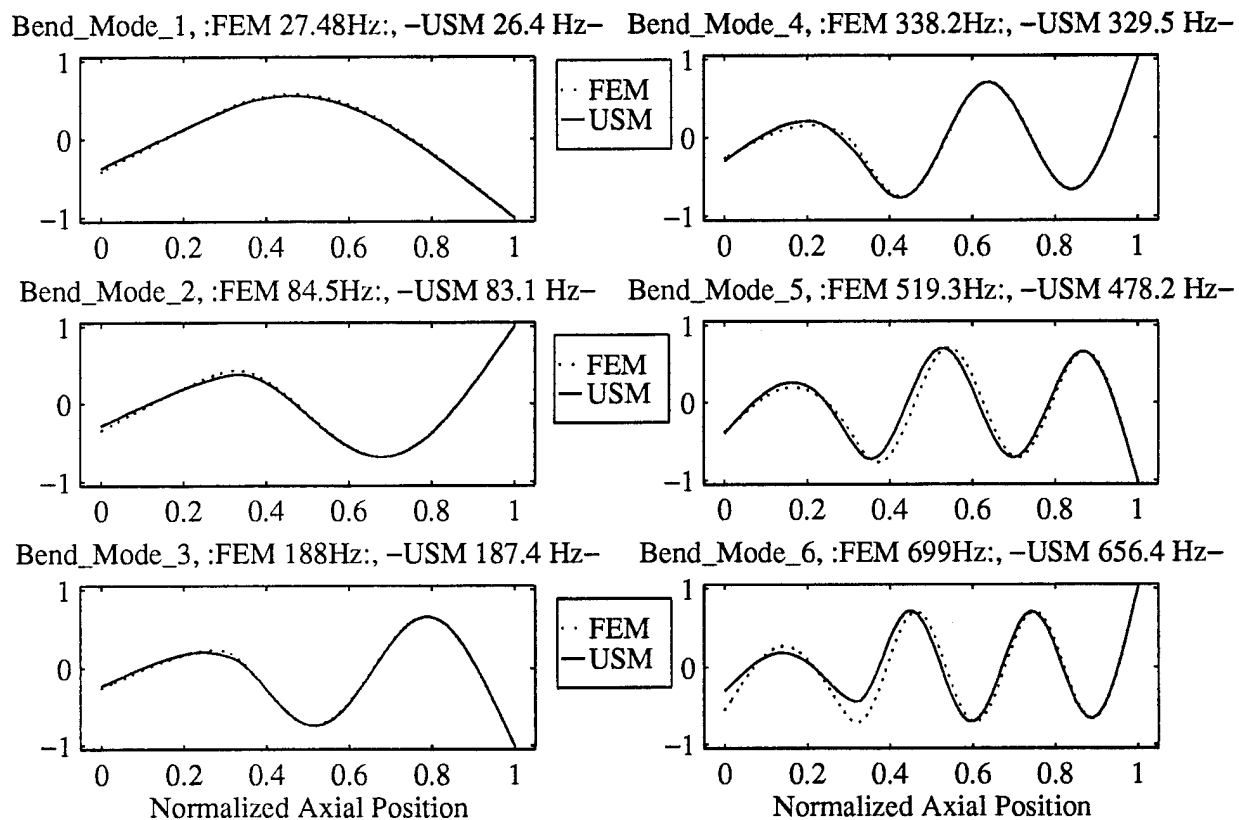 Bend_Mode_1, :FEM 27.48Hz:, −USM 26.4 Hz−
1
0
−1
0 0.2 0.4 0.6 0.8 1
FEM
USM
Bend_Mode_4, :FEM 338.2Hz:, −USM 329.5 Hz−
1
0
−1
0 0.2 0.4 0.6 0.8 1
Bend_Mode_2, :FEM 84.5Hz:, −USM 83.1 Hz−
1
0
−1
0 0.2 0.4 0.6 0.8 1
FEM
USM
Bend_Mode_5, :FEM 519.3Hz:, −USM 478.2 Hz−
1
0
−1
0 0.2 0.4 0.6 0.8 1
Bend_Mode_3, :FEM 188Hz:, −USM 187.4 Hz−
1
0
−1
0 0.2 0.4 0.6 0.8 1
Normalized Axial Position
FEM
USM
Bend_Mode_6, :FEM 699Hz:, −USM 656.4 Hz−
1
0
−1
0 0.2 0.4 0.6 0.8 1
Normalized Axial Position